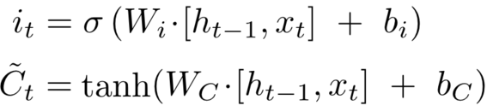 i_t = σ (W_i·[h_{t−1}, x_t] + b_i)
C̃_t = tanh(W_C·[h_{t−1}, x_t] + b_C)